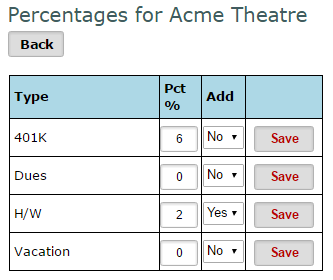 Percentages for Acme Theatre
Back
Type Pct % Add
401K 6 No Save
Dues 0 No Save
H/W 2 Yes Save
Vacation 0 No Save